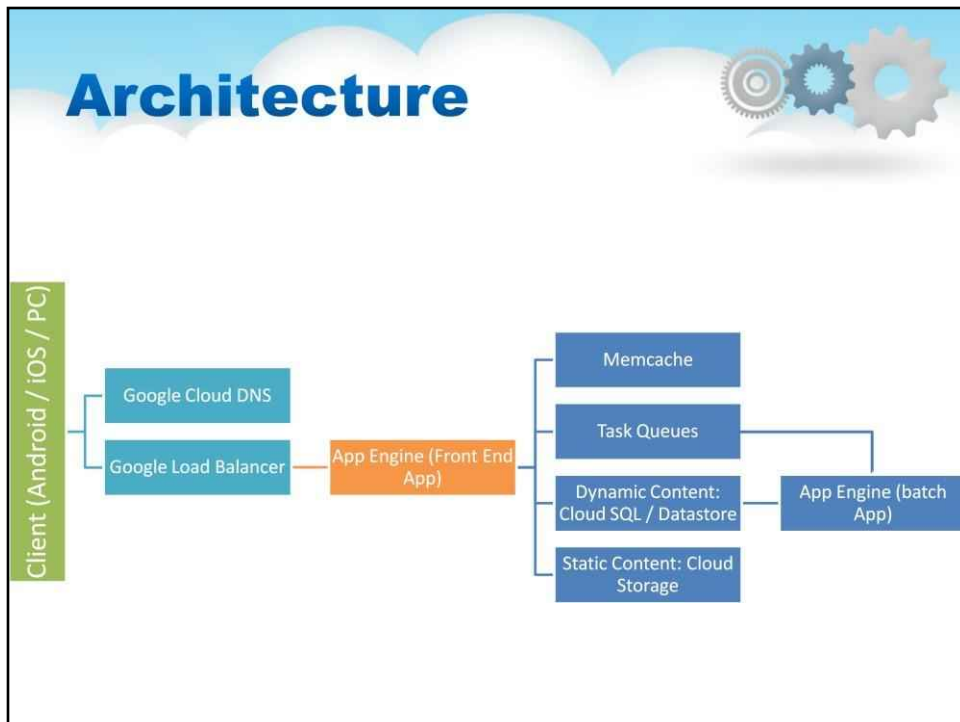 Architecture
Client (Android / iOS / PC)
Google Cloud DNS
Google Load Balancer
App Engine (Front End
App)
Memcache
Task Queues
Dynamic Content:
Cloud SQL / Datastore
Static Content: Cloud
Storage
App Engine (batch
App)